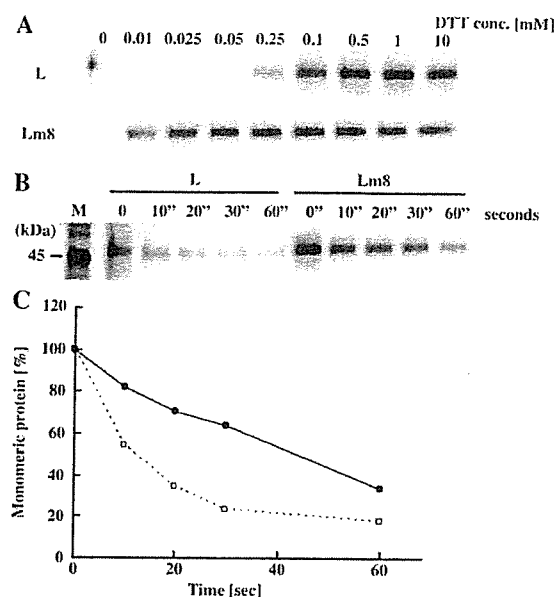 A
DTT conc. [mM]
0 0.01 0.025 0.05 0.25 0.1 0.5 1 10
L
Lm8
B
L Lm8
M 0 10” 20” 30” 60” 0” 10” 20” 30” 60” seconds
(kDa)
45
C
120
100
80
60
40
20
0
Monomeric protein [%]
0 20 40 60
Time [sec]